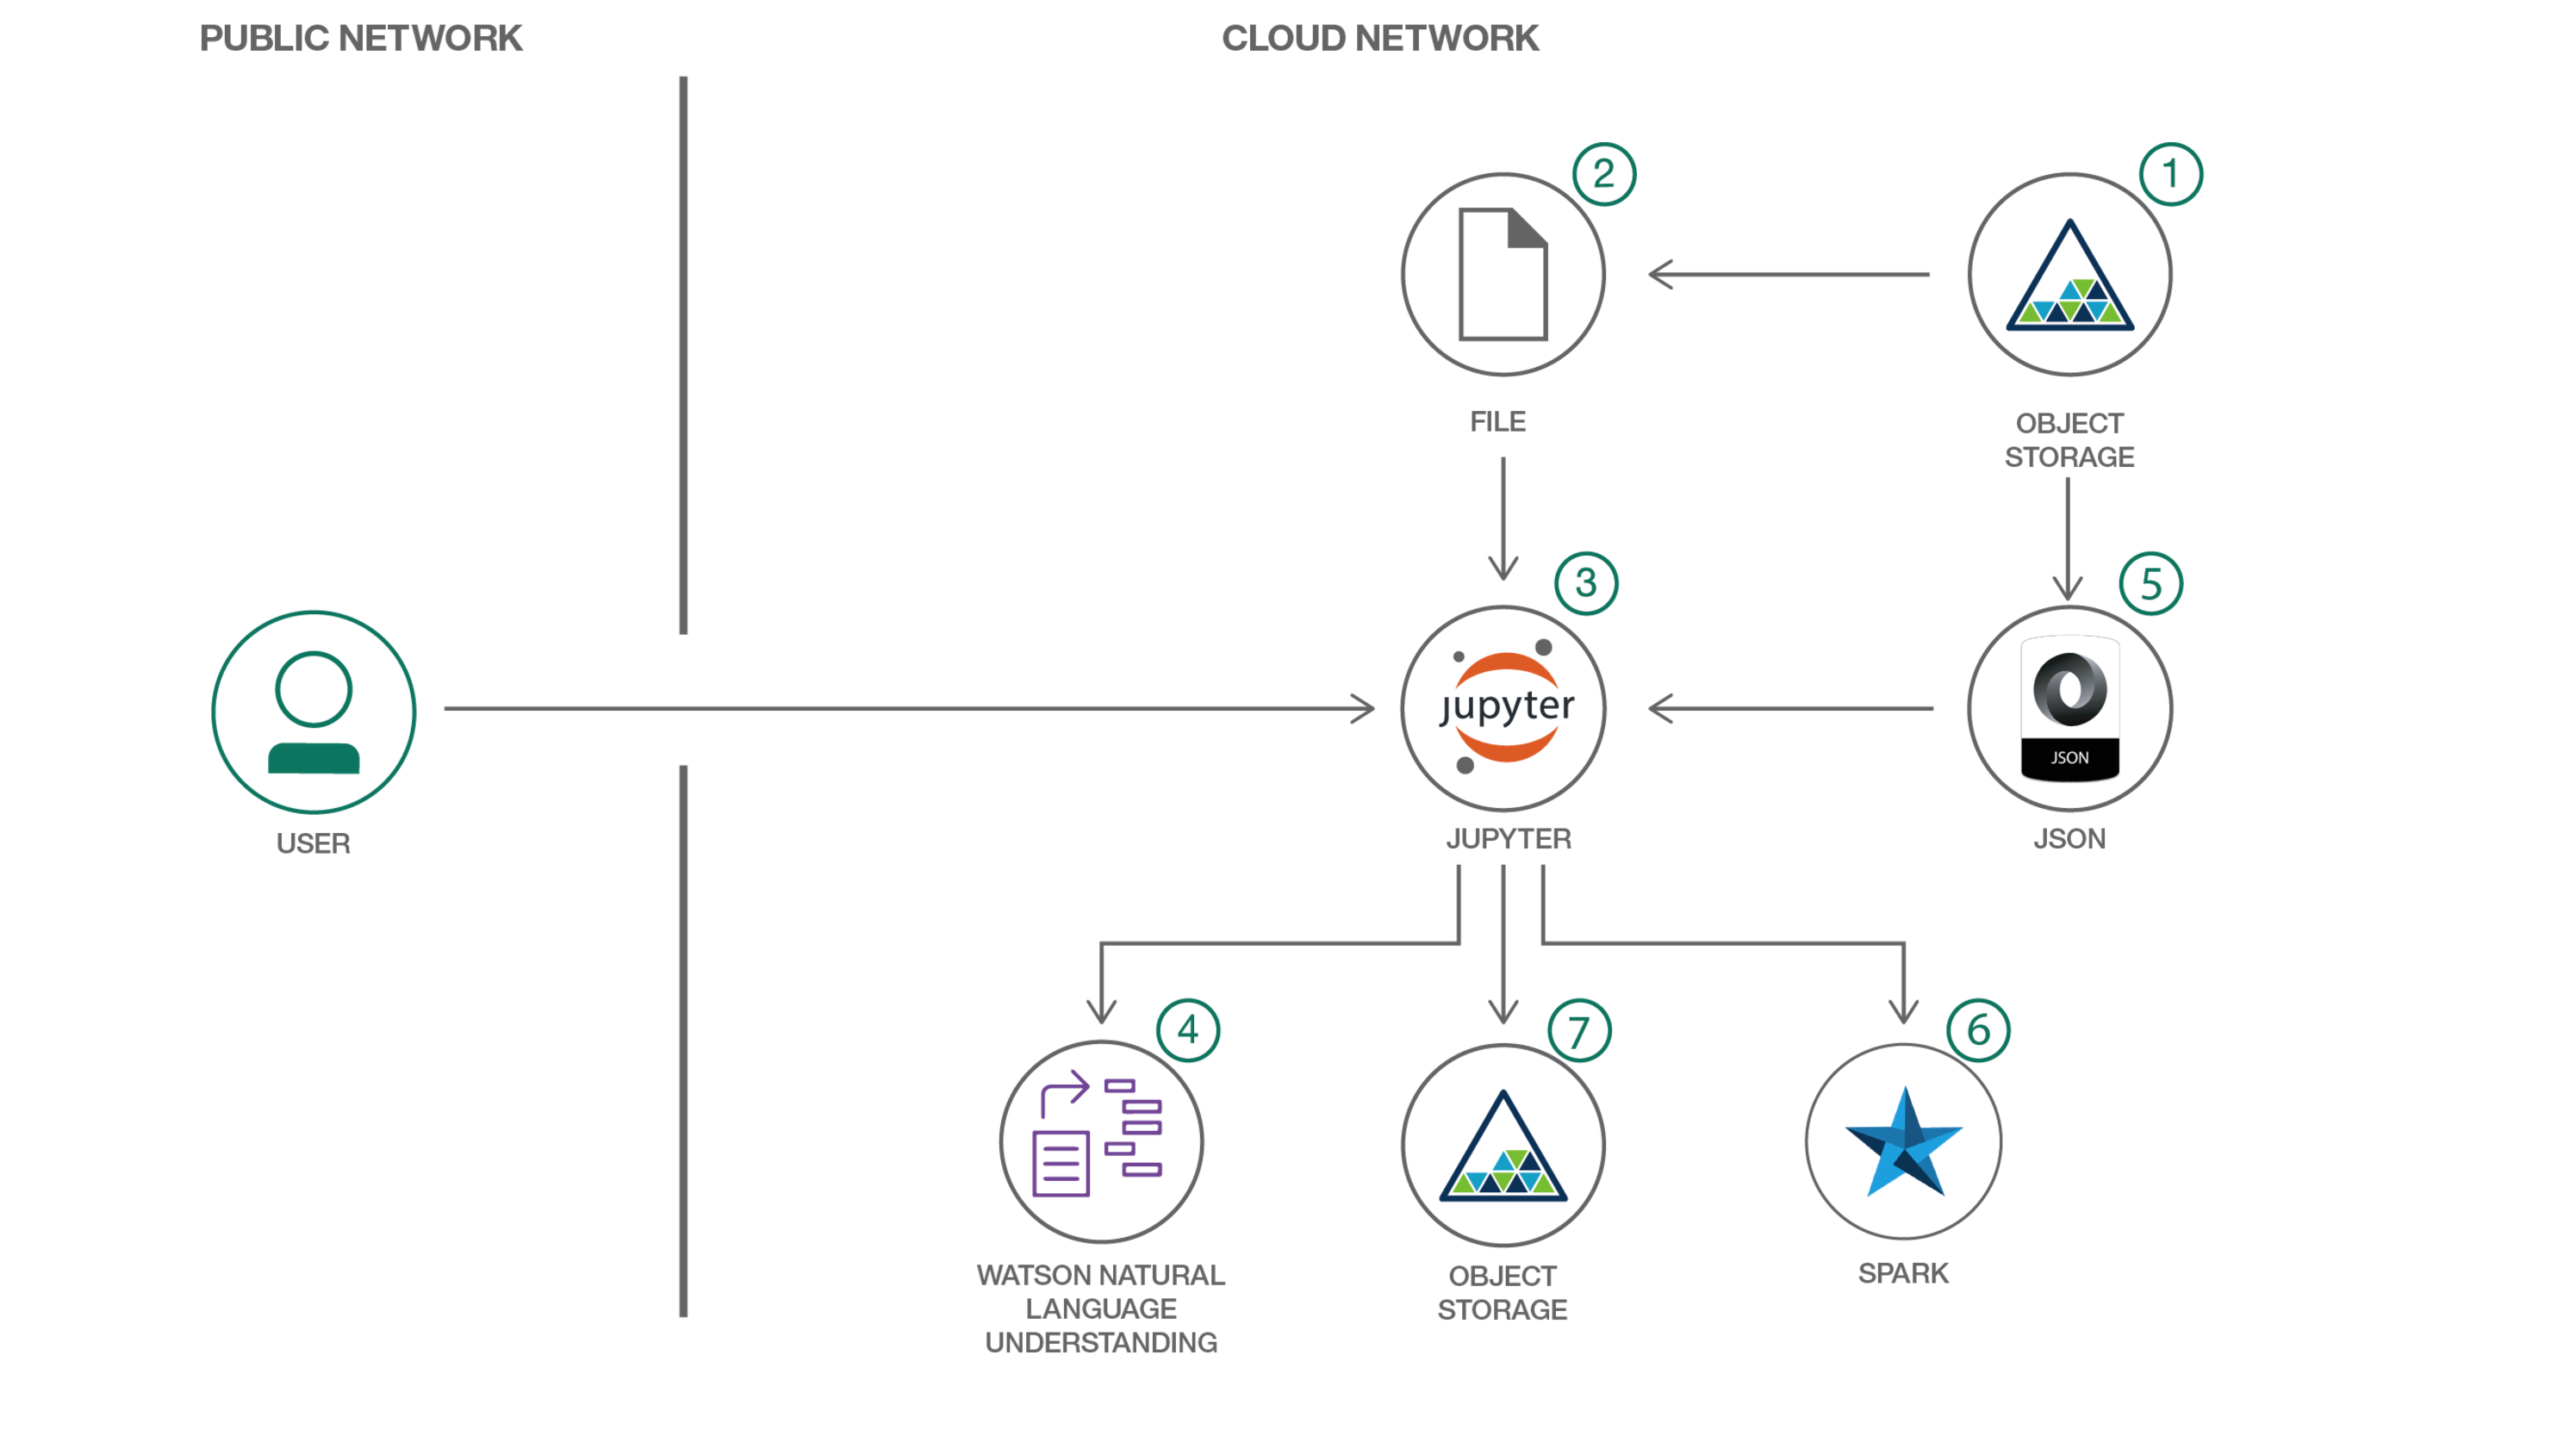 PUBLIC NETWORK
CLOUD NETWORK
2
1
FILE
OBJECT
STORAGE
3
5
jupyter
JSON
USER
JUPYTER
JSON
4
7
6
WATSON NATURAL
LANGUAGE
UNDERSTANDING
OBJECT
STORAGE
SPARK